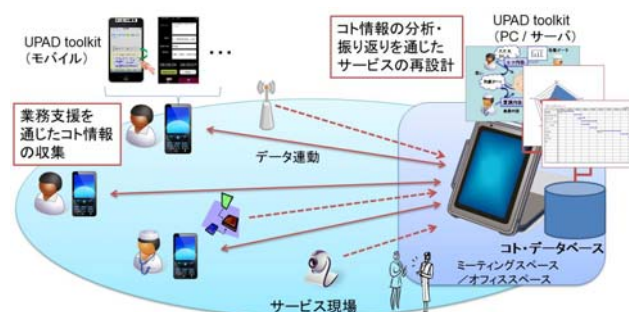 UPAD toolkit
(モバイル)
...
コト情報の分析・
振り返りを通じた
サービスの再設計
UPAD toolkit
(PC / サーバ)
業務支援を
通じたコト情報
の収集
データ連動
コト・データベース
ミーティングスペース
／オフィススペース
サービス現場